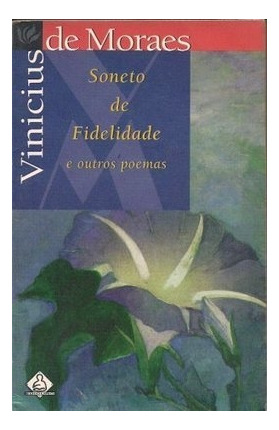 Vinicius
de Moraes
Soneto
de
Fidelidade
e outros poemas